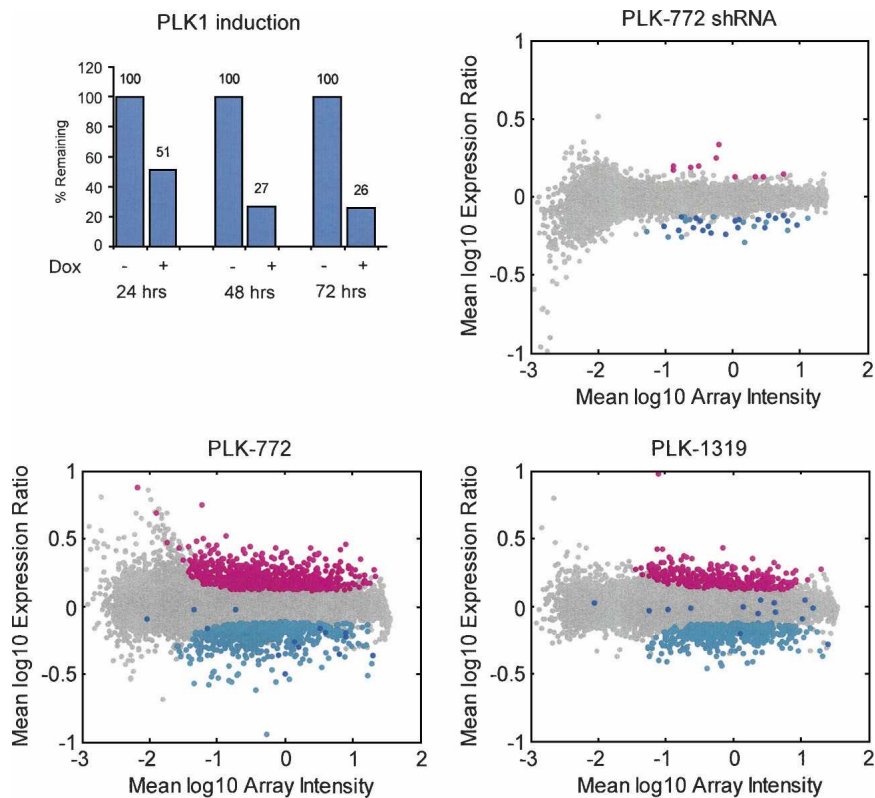 PLK1 induction
% Remaining
120
100
80
60
40
20
0
100
51
100
27
100
26
Dox - + - + - +
24 hrs 48 hrs 72 hrs
PLK-772 shRNA
Mean log10 Expression Ratio
1
0.5
0
-0.5
-1
-3 -2 -1 0 1 2
Mean log10 Array Intensity
PLK-772
Mean log10 Expression Ratio
1
0.5
0
-0.5
-1
-3 -2 -1 0 1 2
Mean log10 Array Intensity
PLK-1319
Mean log10 Expression Ratio
1
0.5
0
-0.5
-1
-3 -2 -1 0 1 2
Mean log10 Array Intensity